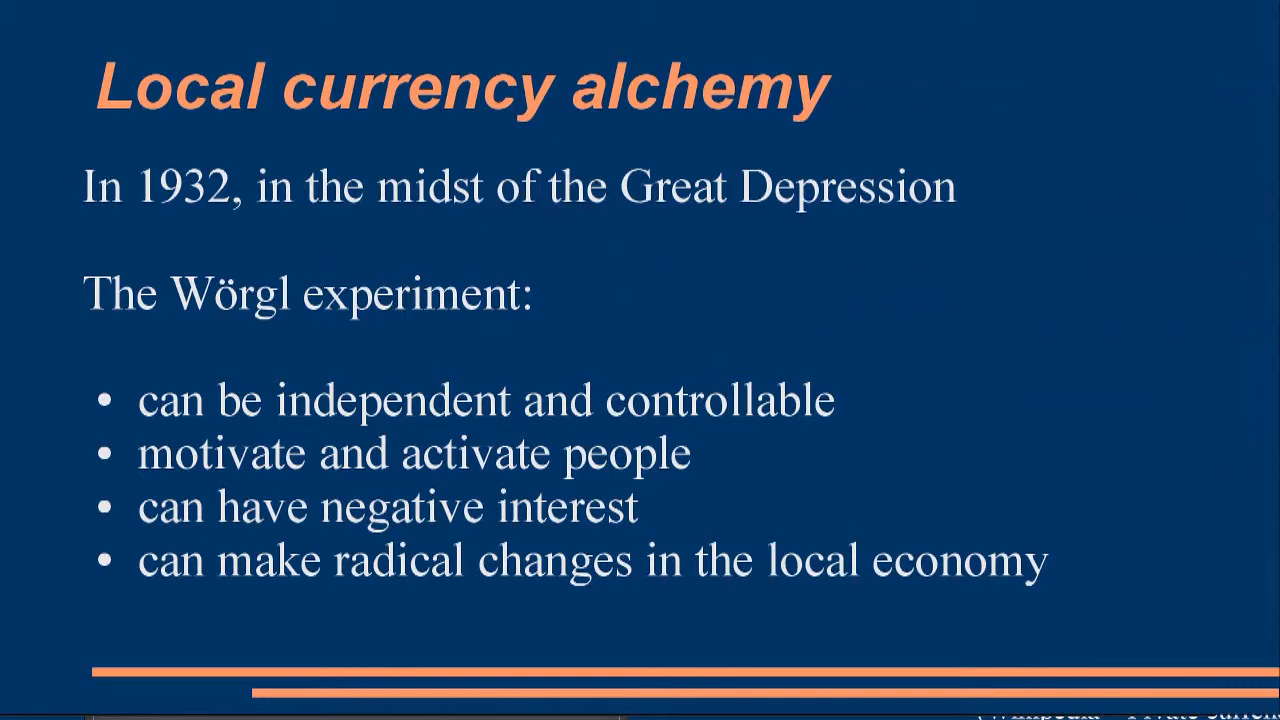 Local currency alchemy
In 1932, in the midst of the Great Depression
The Wörgl experiment:
• can be independent and controllable
• motivate and activate people
• can have negative interest
• can make radical changes in the local economy